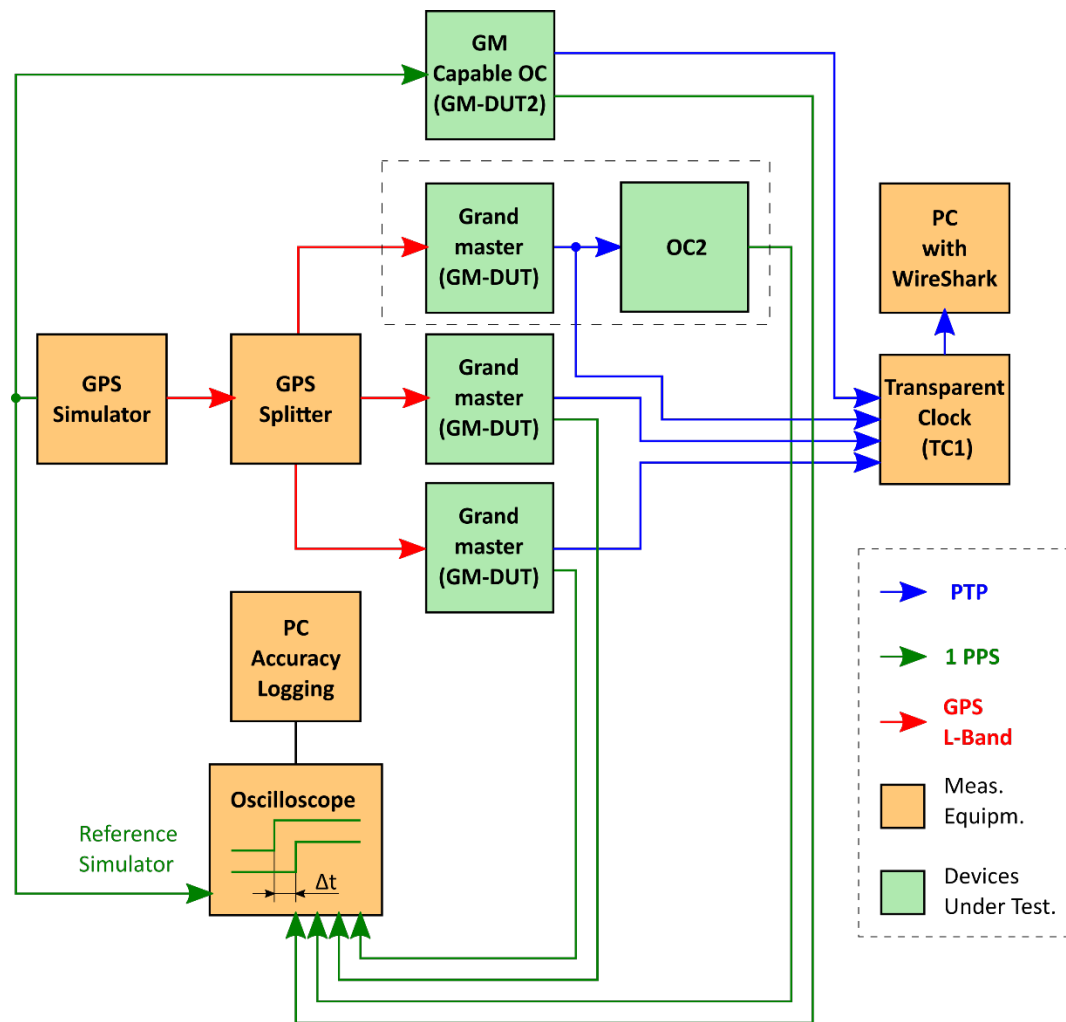 GM
Capable OC
(GM-DUT2)
Grand
master
(GM-DUT)
OC2
PC
with
WireShark
GPS
Simulator
GPS
Splitter
Grand
master
(GM-DUT)
Transparent
Clock
(TC1)
Grand
master
(GM-DUT)
PC
Accuracy
Logging
Oscilloscope
Δt
Reference
Simulator
PTP
1 PPS
GPS
L-Band
Meas.
Equipm.
Devices
Under Test.